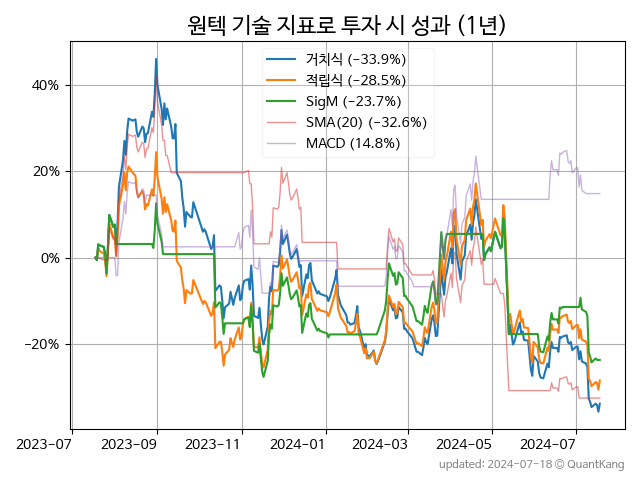 원텍 기술 지표로 투자 시 성과 (1년)
거치식 (−33.9%)
적립식 (−28.5%)
SigM (−23.7%)
SMA(20) (−32.6%)
MACD (14.8%)
40%
20%
0%
−20%
2023-07 2023-09 2023-11 2024-01 2024-03 2024-05 2024-07
updated: 2024-07-18 © QuantKang